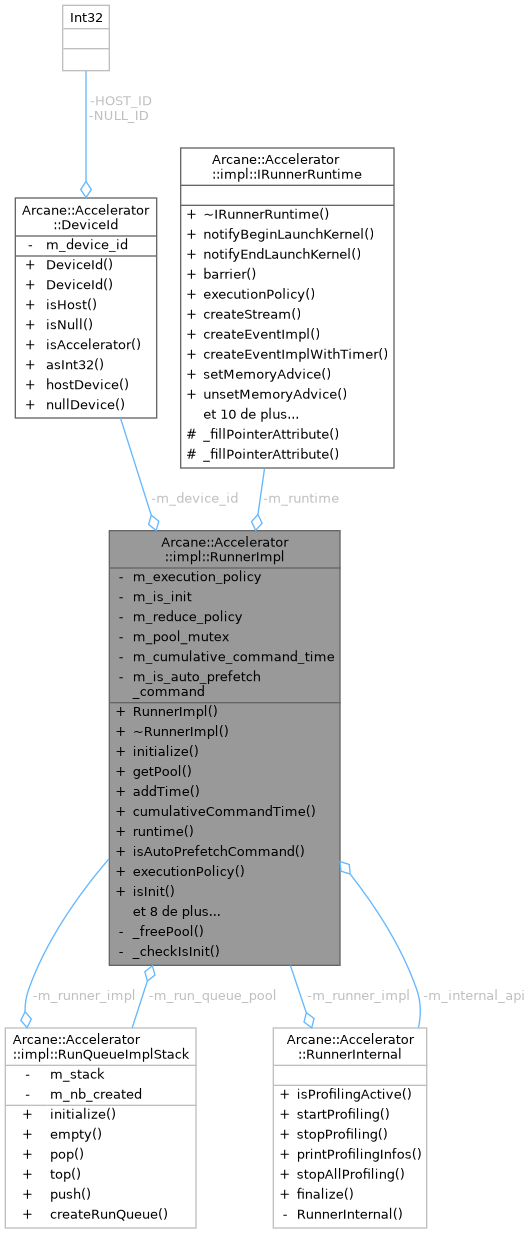 Int32
-HOST_ID
-NULL_ID
Arcane::Accelerator
::DeviceId
- m_device_id
+ DeviceId()
+ DeviceId()
+ isHost()
+ isNull()
+ isAccelerator()
+ asInt32()
+ hostDevice()
+ nullDevice()
Arcane::Accelerator
::impl::IRunnerRuntime
+ ~IRunnerRuntime()
+ notifyBeginLaunchKernel()
+ notifyEndLaunchKernel()
+ barrier()
+ executionPolicy()
+ createStream()
+ createEventImpl()
+ createEventImplWithTimer()
+ setMemoryAdvice()
+ unsetMemoryAdvice()
et 10 de plus...
# _fillPointerAttribute()
# _fillPointerAttribute()
-m_device_id
-m_runtime
Arcane::Accelerator
::impl::RunnerImpl
- m_execution_policy
- m_is_init
- m_reduce_policy
- m_pool_mutex
- m_cumulative_command_time
- m_is_auto_prefetch
_command
+ RunnerImpl()
+ ~RunnerImpl()
+ initialize()
+ getPool()
+ addTime()
+ cumulativeCommandTime()
+ runtime()
+ isAutoPrefetchCommand()
+ executionPolicy()
+ isInit()
et 8 de plus...
- _freePool()
- _checkIsInit()
-m_runner_impl
-m_run_queue_pool
-m_runner_impl
-m_internal_api
Arcane::Accelerator
::impl::RunQueueImplStack
- m_stack
- m_nb_created
+ initialize()
+ empty()
+ pop()
+ top()
+ push()
+ createRunQueue()
Arcane::Accelerator
::RunnerInternal
+ isProfilingActive()
+ startProfiling()
+ stopProfiling()
+ printProfilingInfos()
+ stopAllProfiling()
+ finalize()
- RunnerInternal()